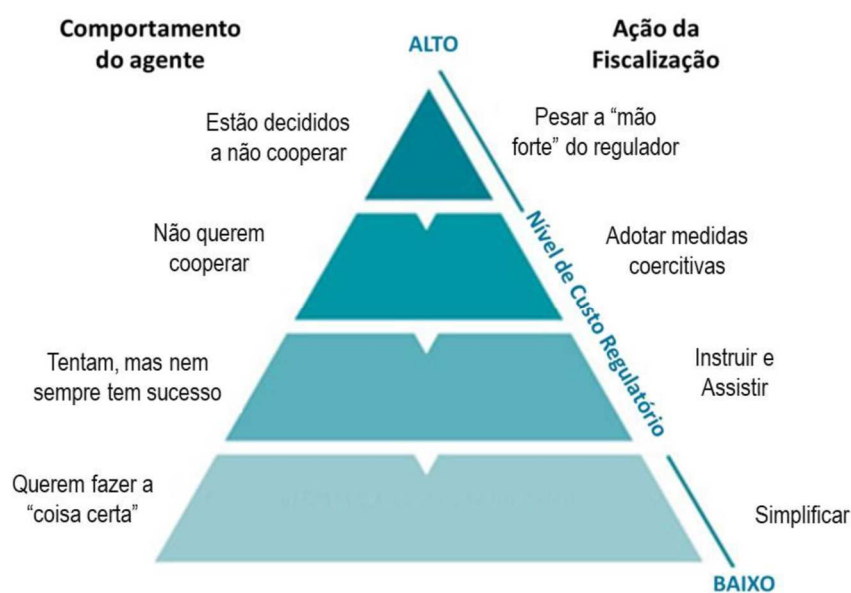 Comportamento
do agente
ALTO
Ação da
Fiscalização
Estão decididos
a não cooperar
Pesar a “mão
forte” do regulador
Não querem
cooperar
Nível de Custo Regulatório
Adotar medidas
coercitivas
Tentam, mas nem
sempre tem sucesso
Instruir e
Assistir
Querem fazer a
“coisa certa”
Simplificar
BAIXO